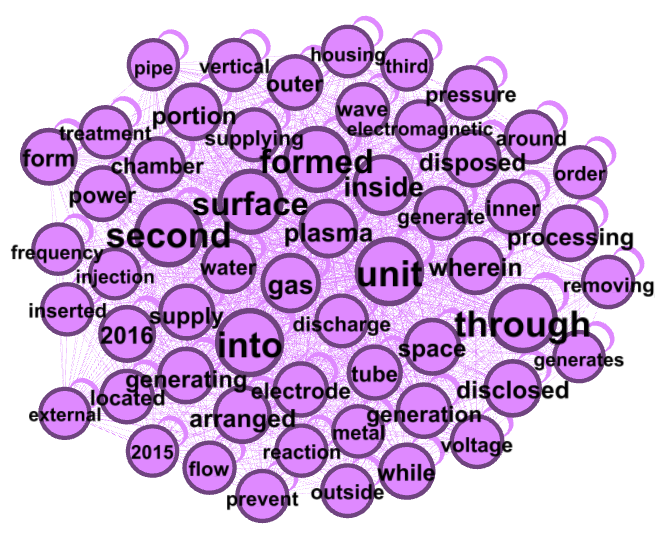 housing
pipe
vertical
third
outer
pressure
portion
wave
treatment
supplying
electromagnetic
around
form
chamber
formed
disposed
order
power
surface
inside
generate
inner
second
plasma
processing
frequency
injection
water
gas
unit
wherein
removing
inserted
2016
supply
into
discharge
through
space
generates
generating
electrode
tube
disclosed
external
located
arranged
metal
generation
2015
flow
reaction
voltage
prevent
outside
while